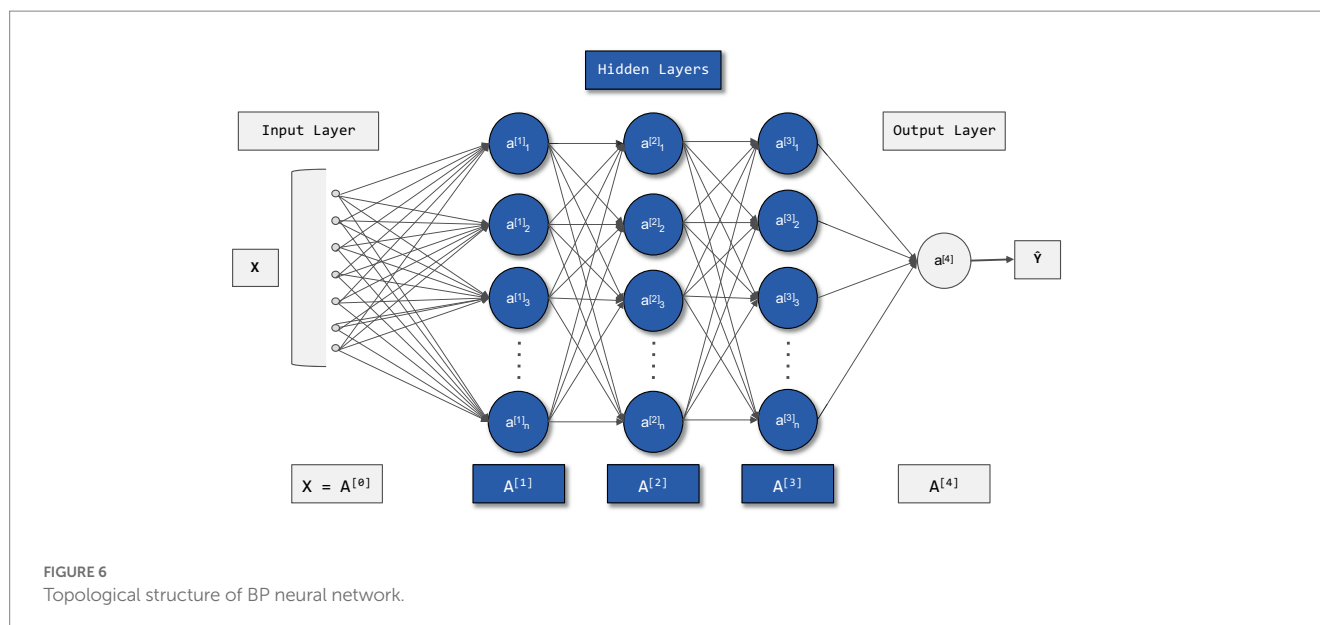 Hidden Layers
Input Layer
Output Layer
a[1]1
a[2]1
a[3]1
a[1]2
a[2]2
a[3]2
X
a[4]
Ŷ
a[1]3
a[2]3
a[3]3
a[1]n
a[2]n
a[3]n
X = A[0]
A[1]
A[2]
A[3]
A[4]
FIGURE 6
Topological structure of BP neural network.